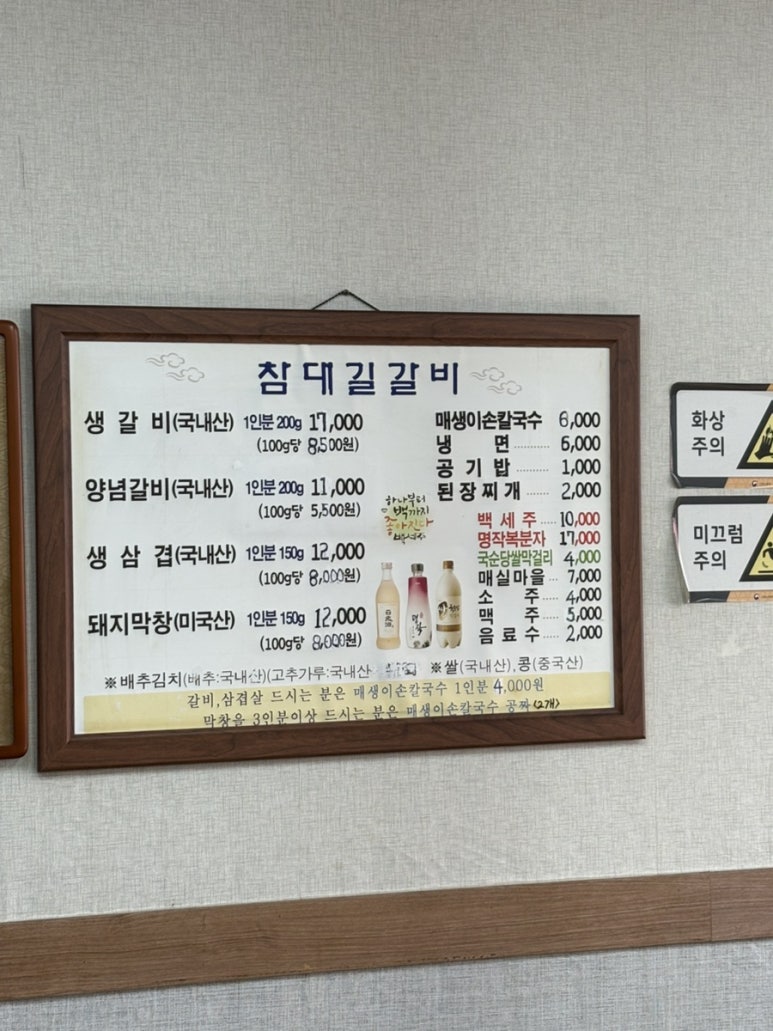 참대길갈비
생갈비(국내산) 1인분 200g 17,000
(100g당 8,500원)
양념갈비(국내산) 1인분 200g 11,000
(100g당 5,500원)
생삼겹(국내산) 1인분 150g 12,000
(100g당 8,000원)
돼지막창(미국산) 1인분 150g 12,000
(100g당 8,000원)
매생이손칼국수 6,000
냉면 6,000
공기밥 1,000
된장찌개 2,000
하나부터
백까지
좋아진다
백세주 10,000
명작복분자 17,000
국순당쌀막걸리 4,000
매실마을 7,000
소주 4,000
맥주 5,000
음료수 2,000
※배추김치(배추:국내산)(고추가루:국내산 ※쌀(국내산),콩(중국산)
갈비,삼겹살 드시는 분은 매생이손칼국수 1인분 4,000원
막창을 3인분이상 드시는 분은 매생이손칼국수 공짜(2개)
화상
주의
미끄럼
주의